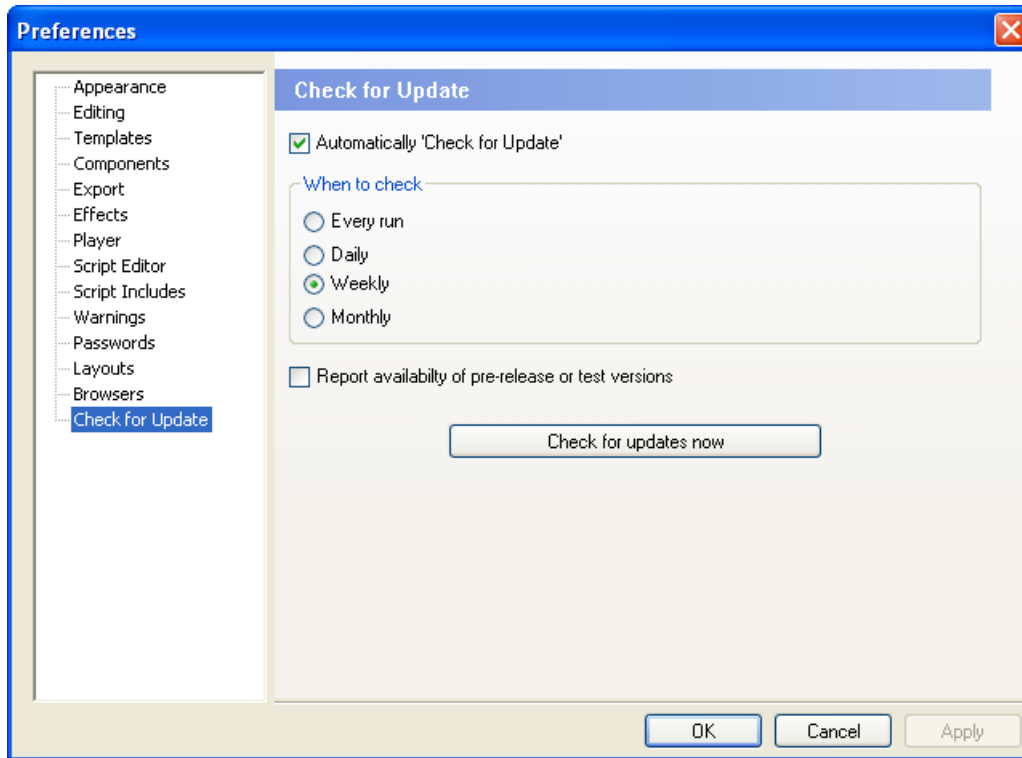 Preferences
Appearance
Editing
Templates
Components
Export
Effects
Player
Script Editor
Script Includes
Warnings
Passwords
Layouts
Browsers
Check for Update
Check for Update
Automatically 'Check for Update'
When to check
Every run
Daily
Weekly
Monthly
Report availabilty of pre-release or test versions
Check for updates now
OK
Cancel
Apply